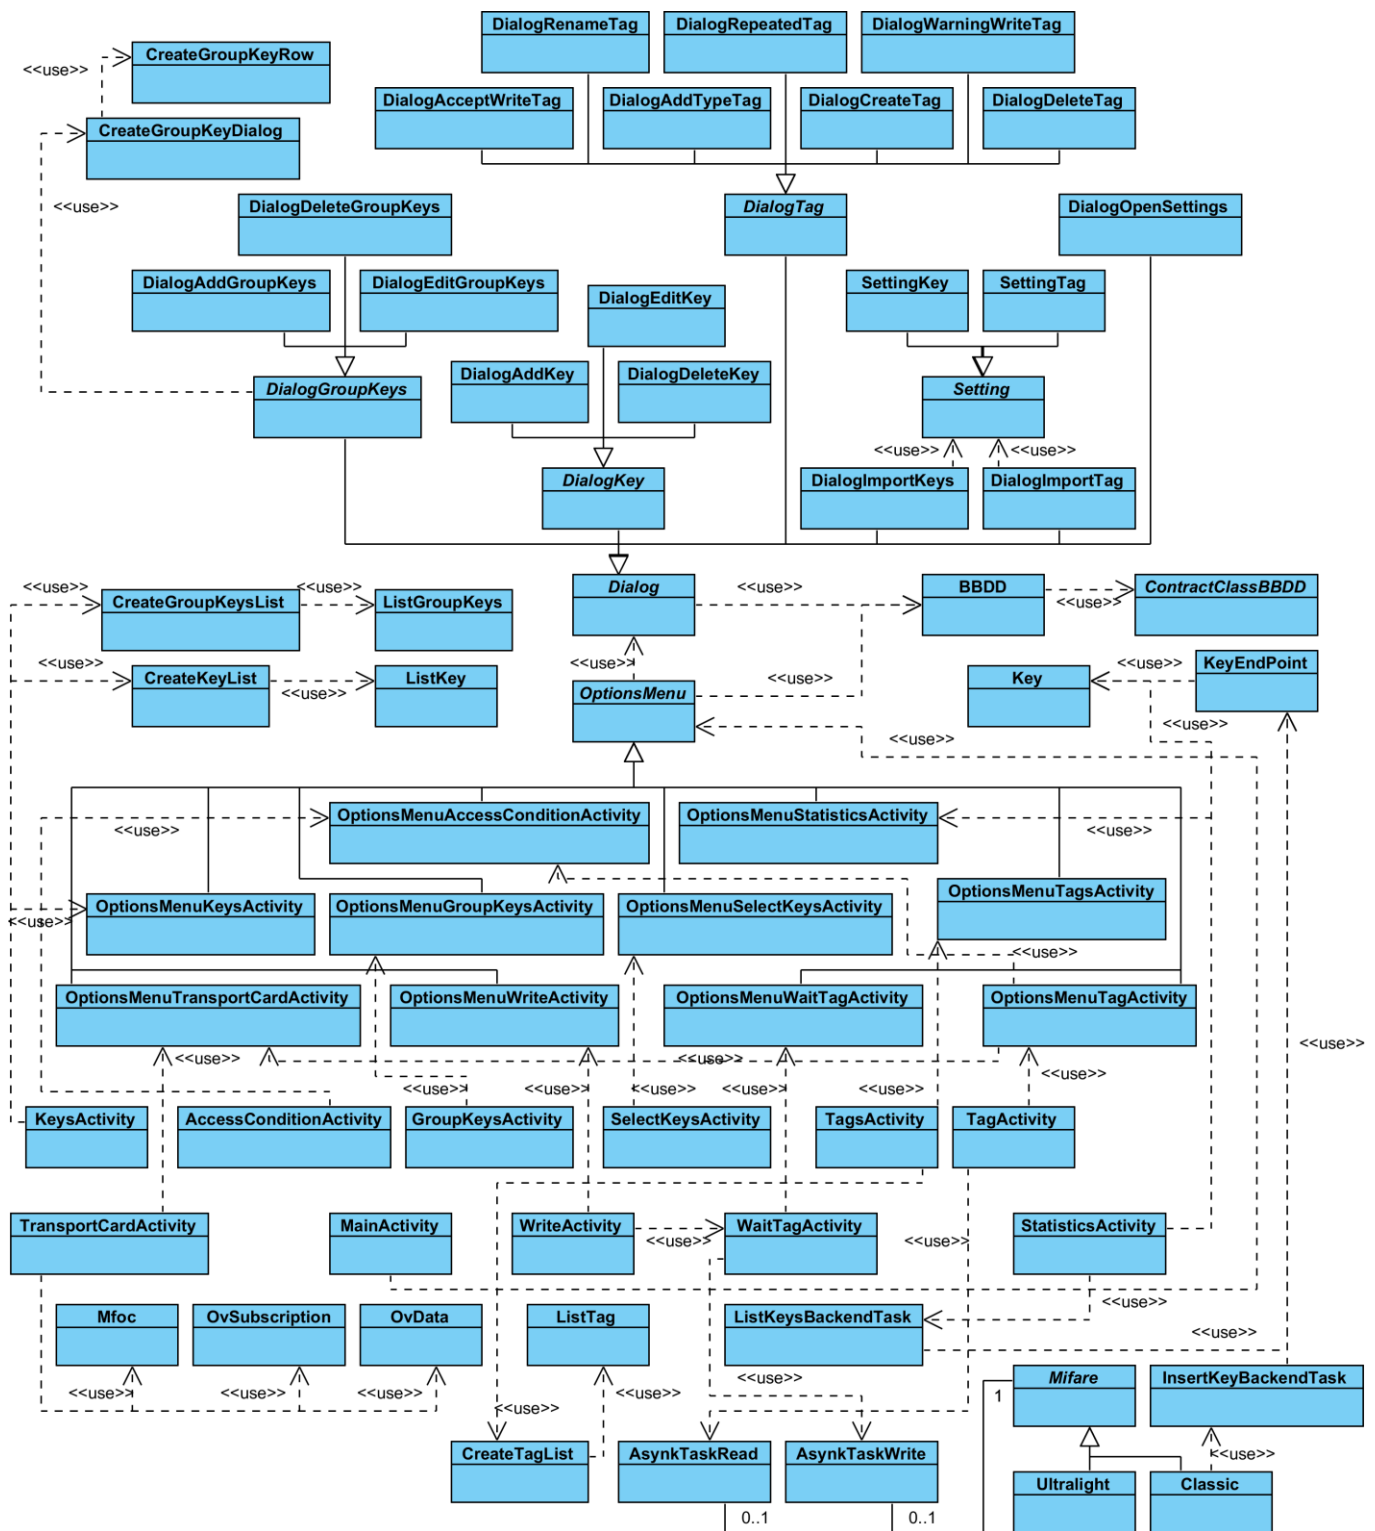 DialogRenameTag
DialogRepeatedTag
DialogWarningWriteTag
CreateGroupKeyRow
<<use>>
DialogAcceptWriteTag
DialogAddTypeTag
DialogCreateTag
DialogDeleteTag
CreateGroupKeyDialog
<<use>>
DialogDeleteGroupKeys
DialogTag
DialogOpenSettings
DialogAddGroupKeys
DialogEditGroupKeys
DialogEditKey
SettingKey
SettingTag
DialogAddKey
DialogDeleteKey
DialogGroupKeys
Setting
<<use>>
<<use>>
DialogKey
DialogImportKeys
DialogImportTag
<<use>>
<<use>>
Dialog
<<use>>
BBDD
ContractClassBBDD
<<use>>
CreateGroupKeysList
ListGroupKeys
<<use>>
<<use>>
<<use>>
KeyEndPoint
<<use>>
CreateKeyList
ListKey
<<use>>
<<use>>
Key
OptionsMenu
<<use>>
<<use>>
OptionsMenuAccessConditionActivity
OptionsMenuStatisticsActivity
<<use>>
<<use>>
OptionsMenuTagsActivity
OptionsMenuKeysActivity
OptionsMenuGroupKeysActivity
OptionsMenuSelectKeysActivity
<<use>>
<<use>>
OptionsMenuTransportCardActivity
OptionsMenuWriteActivity
OptionsMenuWaitTagActivity
OptionsMenuTagActivity
<<use>>
<<use>>
<<use>>
<<use>>
<<use>>
<<use>>
<<use>>
<<use>>
<<use>>
KeysActivity
AccessConditionActivity
GroupKeysActivity
SelectKeysActivity
TagsActivity
TagActivity
TransportCardActivity
MainActivity
WriteActivity
WaitTagActivity
StatisticsActivity
<<use>>
<<use>>
<<use>>
Mfoc
OvSubscription
OvData
ListTag
ListKeysBackendTask
<<use>>
Mifare
InsertKeyBackendTask
<<use>>
<<use>>
<<use>>
<<use>>
<<use>>
1
<<use>>
CreateTagList
AsynkTaskRead
AsynkTaskWrite
<<use>>
Ultralight
Classic
0..1
0..1